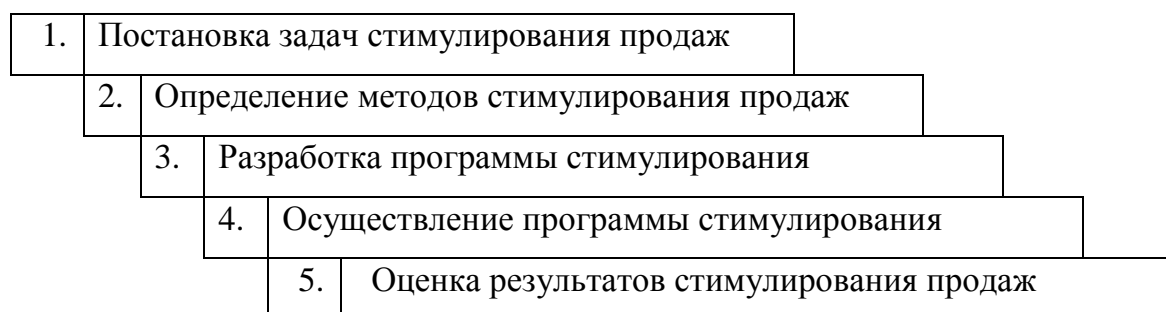 1. Постановка задач стимулирования продаж
2. Определение методов стимулирования продаж
3. Разработка программы стимулирования
4. Осуществление программы стимулирования
5. Оценка результатов стимулирования продаж